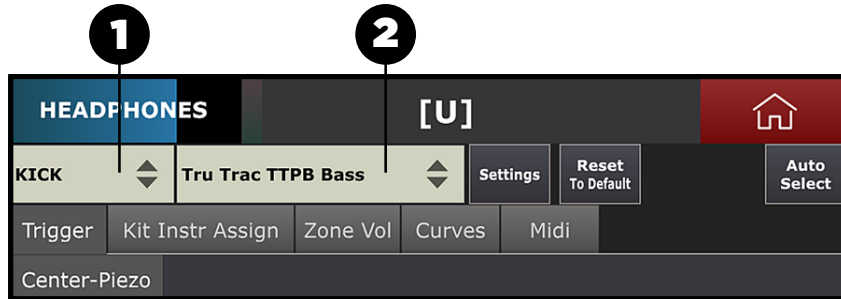 1 2
HEADPHONES [U]
KICK Tru Trac TTPB Bass Settings Reset To Default Auto Select
Trigger Kit Instr Assign Zone Vol Curves Midi
Center-Piezo